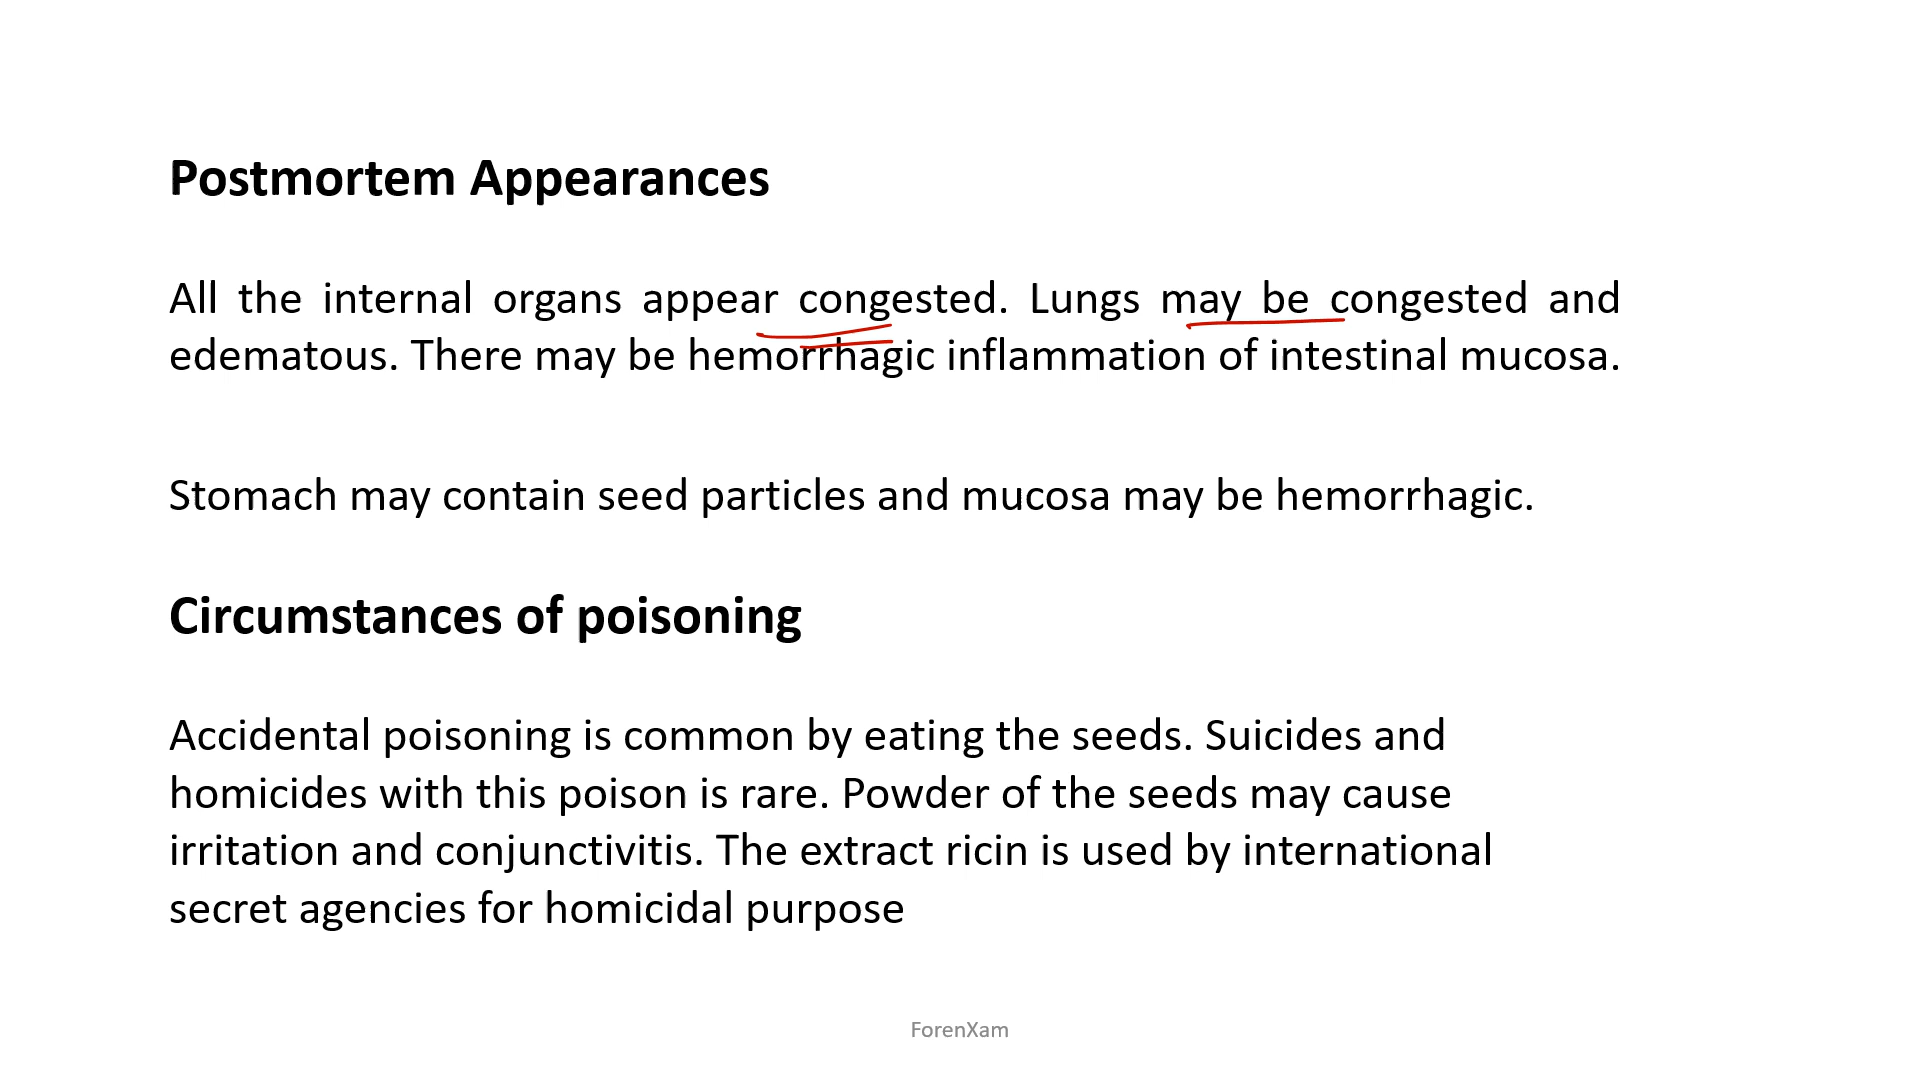 Postmortem Appearances
All the internal organs appear congested. Lungs may be congested and
edematous. There may be hemorrhagic inflammation of intestinal mucosa.
Stomach may contain seed particles and mucosa may be hemorrhagic.
Circumstances of poisoning
Accidental poisoning is common by eating the seeds. Suicides and
homicides with this poison is rare. Powder of the seeds may cause
irritation and conjunctivitis. The extract ricin is used by international
secret agencies for homicidal purpose
ForenXam